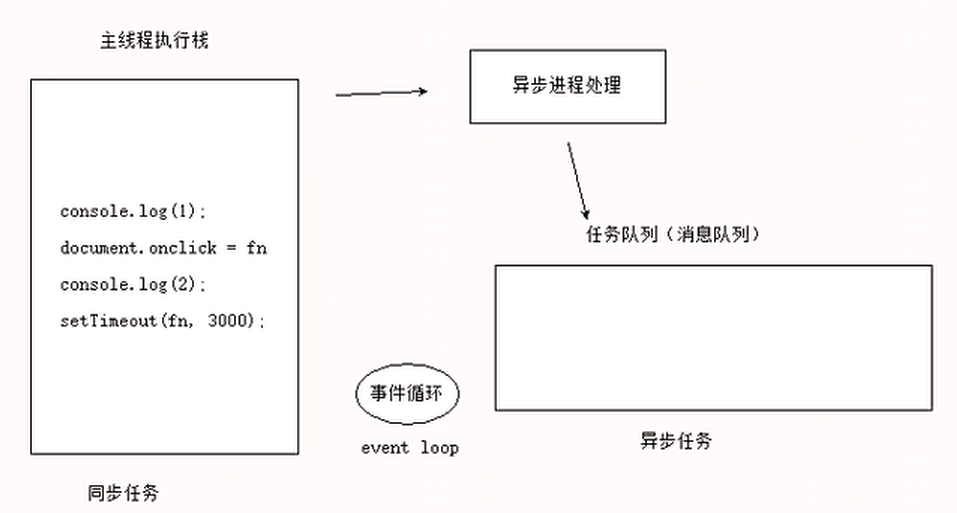 主线程执行栈
异步进程处理
console.log(1);
document.onclick = fn
console.log(2);
setTimeout(fn, 3000);
任务队列（消息队列）
事件循环
event loop
异步任务
同步任务